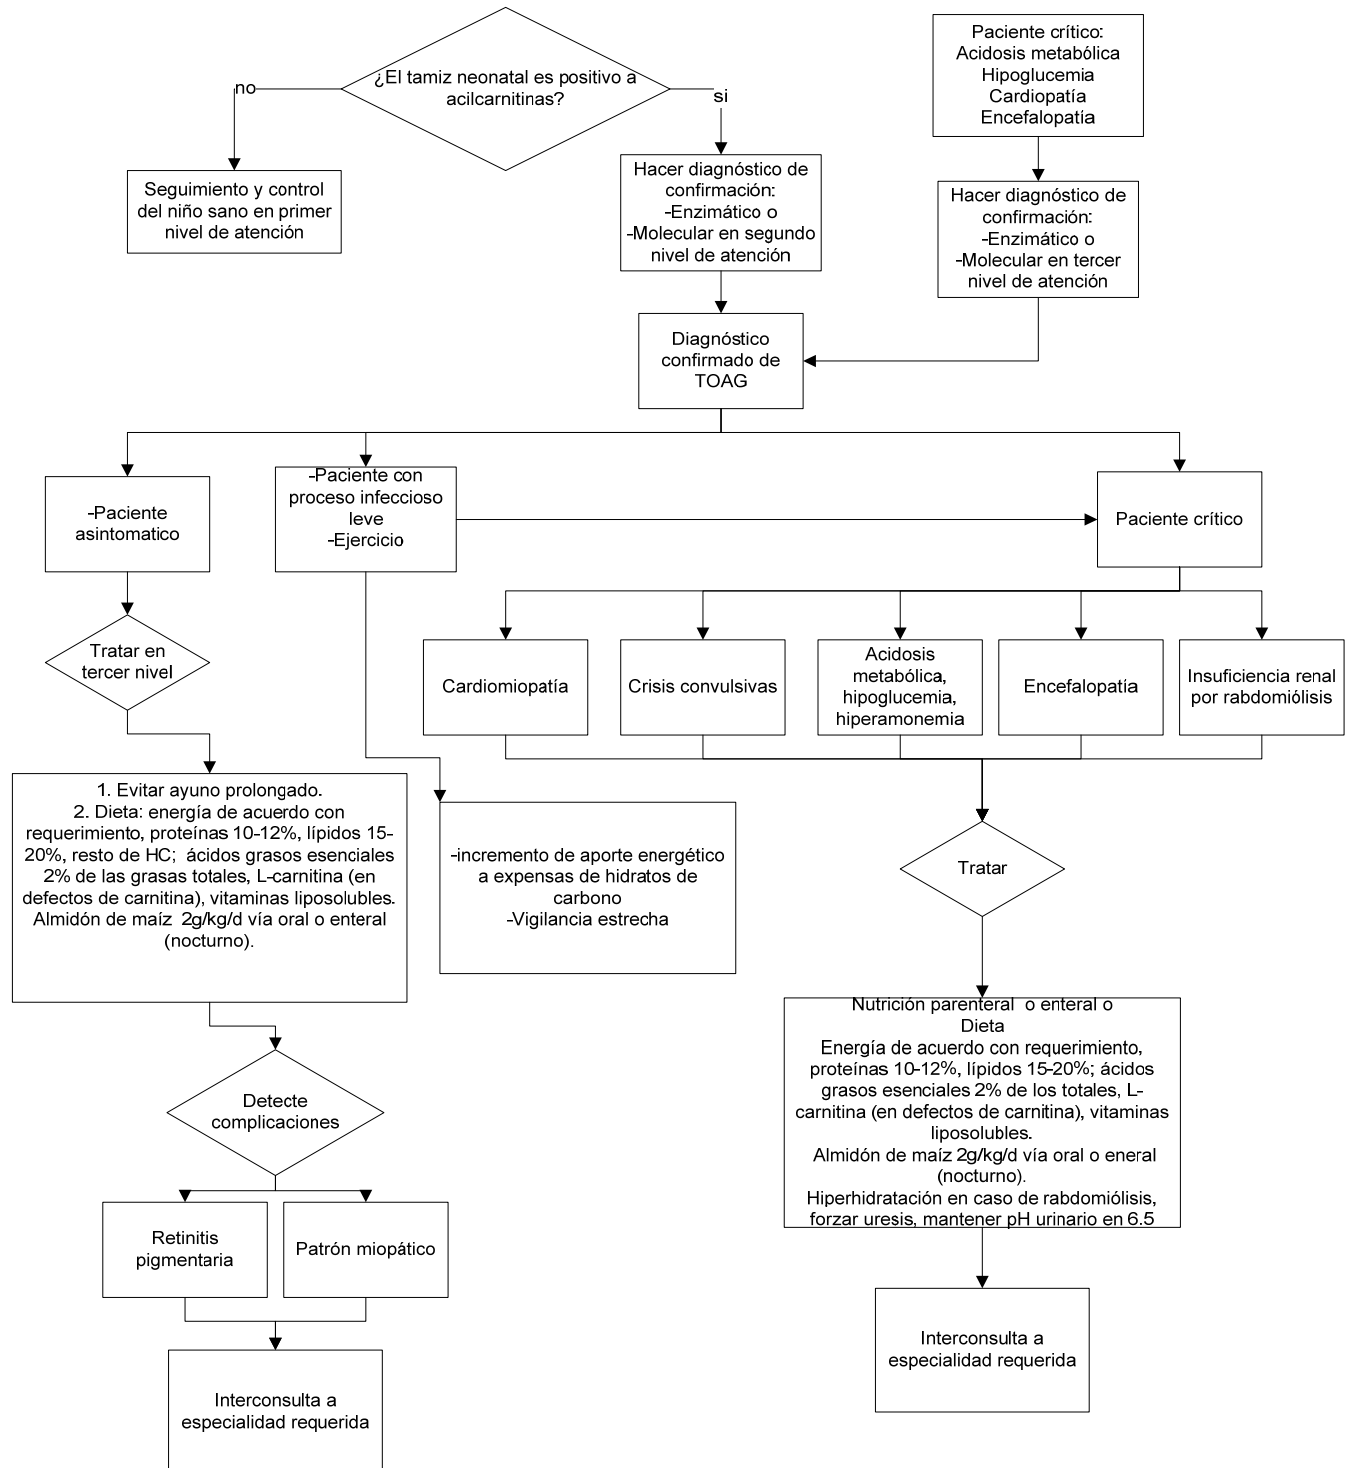 ¿El tamiz neonatal es positivo a
acilcarnitinas?
no
si
Paciente crítico:
Acidosis metabólica
Hipoglucemia
Cardiopatía
Encefalopatía
Seguimiento y control
del niño sano en primer
nivel de atención
Hacer diagnóstico de
confirmación:
-Enzimático o
-Molecular en segundo
nivel de atención
Hacer diagnóstico de
confirmación:
-Enzimático o
-Molecular en tercer
nivel de atención
Diagnóstico
confirmado de
TOAG
-Paciente
asintomatico
-Paciente con
proceso infeccioso
leve
-Ejercicio
Paciente crítico
Tratar en
tercer nivel
Cardiomiopatía
Crisis convulsivas
Acidosis
metabólica,
hipoglucemia,
hiperamonemia
Encefalopatía
Insuficiencia renal
por rabdomiólisis
1. Evitar ayuno prolongado.
2. Dieta: energía de acuerdo con
requerimiento, proteínas 10-12%, lípidos 15-
20%, resto de HC; ácidos grasos esenciales
2% de las grasas totales, L-carnitina (en
defectos de carnitina), vitaminas liposolubles.
Almidón de maíz 2g/kg/d vía oral o enteral
(nocturno).
-incremento de aporte energético
a expensas de hidratos de
carbono
-Vigilancia estrecha
Tratar
Nutrición parenteral o enteral o
Dieta
Energía de acuerdo con requerimiento,
proteínas 10-12%, lípidos 15-20%; ácidos
grasos esenciales 2% de los totales, L-
carnitina (en defectos de carnitina), vitaminas
liposolubles.
Almidón de maíz 2g/kg/d vía oral o eneral
(nocturno).
Hiperhidratación en caso de rabdomiólisis,
forzar uresis, mantener pH urinario en 6.5
Detecte
complicaciones
Retinitis
pigmentaria
Patrón miopático
Interconsulta a
especialidad requerida
Interconsulta a
especialidad requerida